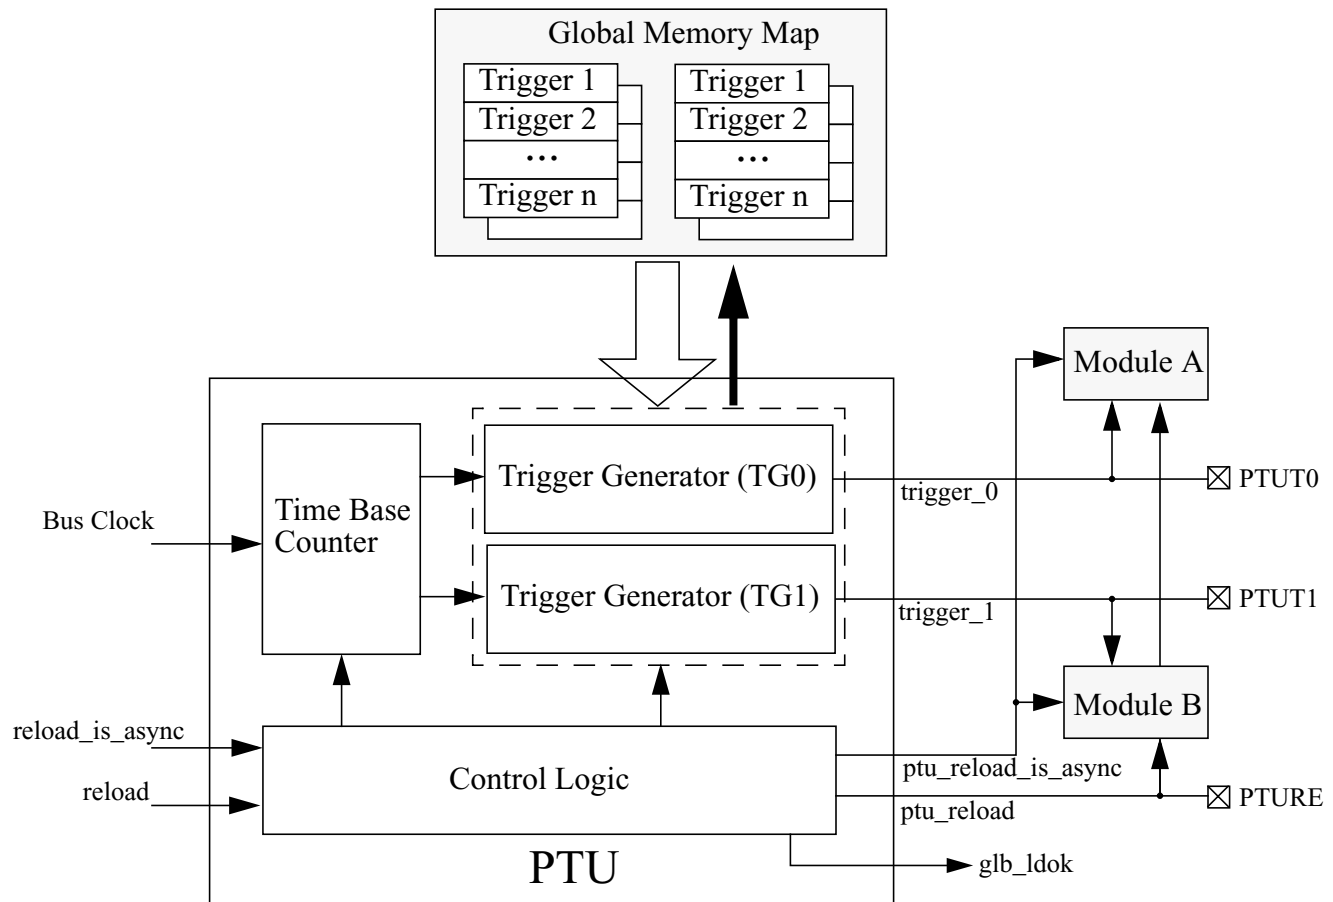 Global Memory Map
Trigger 1
Trigger 2
...
Trigger n
Trigger 1
Trigger 2
...
Trigger n
Module A
Trigger Generator (TG0)
trigger_0
PTUT0
Bus Clock
Time Base
Counter
Trigger Generator (TG1)
trigger_1
PTUT1
Module B
reload_is_async
reload
Control Logic
ptu_reload_is_async
ptu_reload
PTURE
glb_ldok
PTU